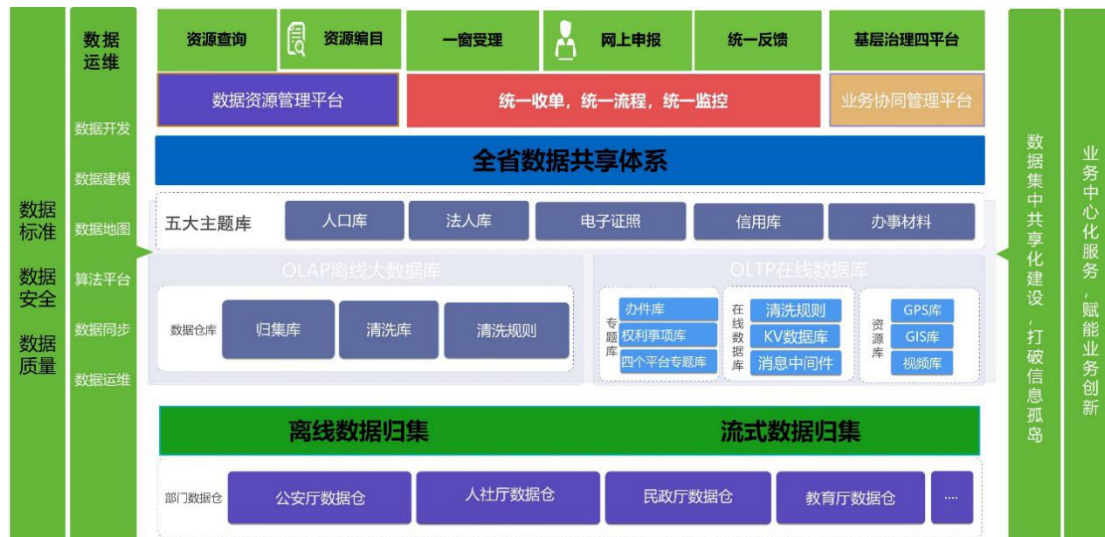 数据
标准
数据
安全
数据
质量
数据
运维
数据开发
数据建模
数据地图
算法平台
数据同步
数据运维
资源查询
资源编目
一窗受理
网上申报
统一反馈
基层治理四平台
数据资源管理平台
统一收单，统一流程，统一监控
业务协同管理平台
全省数据共享体系
五大主题库
人口库
法人库
电子证照
信用库
办事材料
OLAP离线大数据库
数据仓库
归集库
清洗库
清洗规则
OLTP在线数据库
专题库
办件库
权利事项库
四个平台专题库
在线数据库
清洗规则
KV数据库
消息中间件
资源库
GPS库
GIS库
视频库
离线数据归集
流式数据归集
部门数据仓
公安厅数据仓
人社厅数据仓
民政厅数据仓
教育厅数据仓
....
数据集中共享化建设，打破信息孤岛
业务中心化服务，赋能业务创新